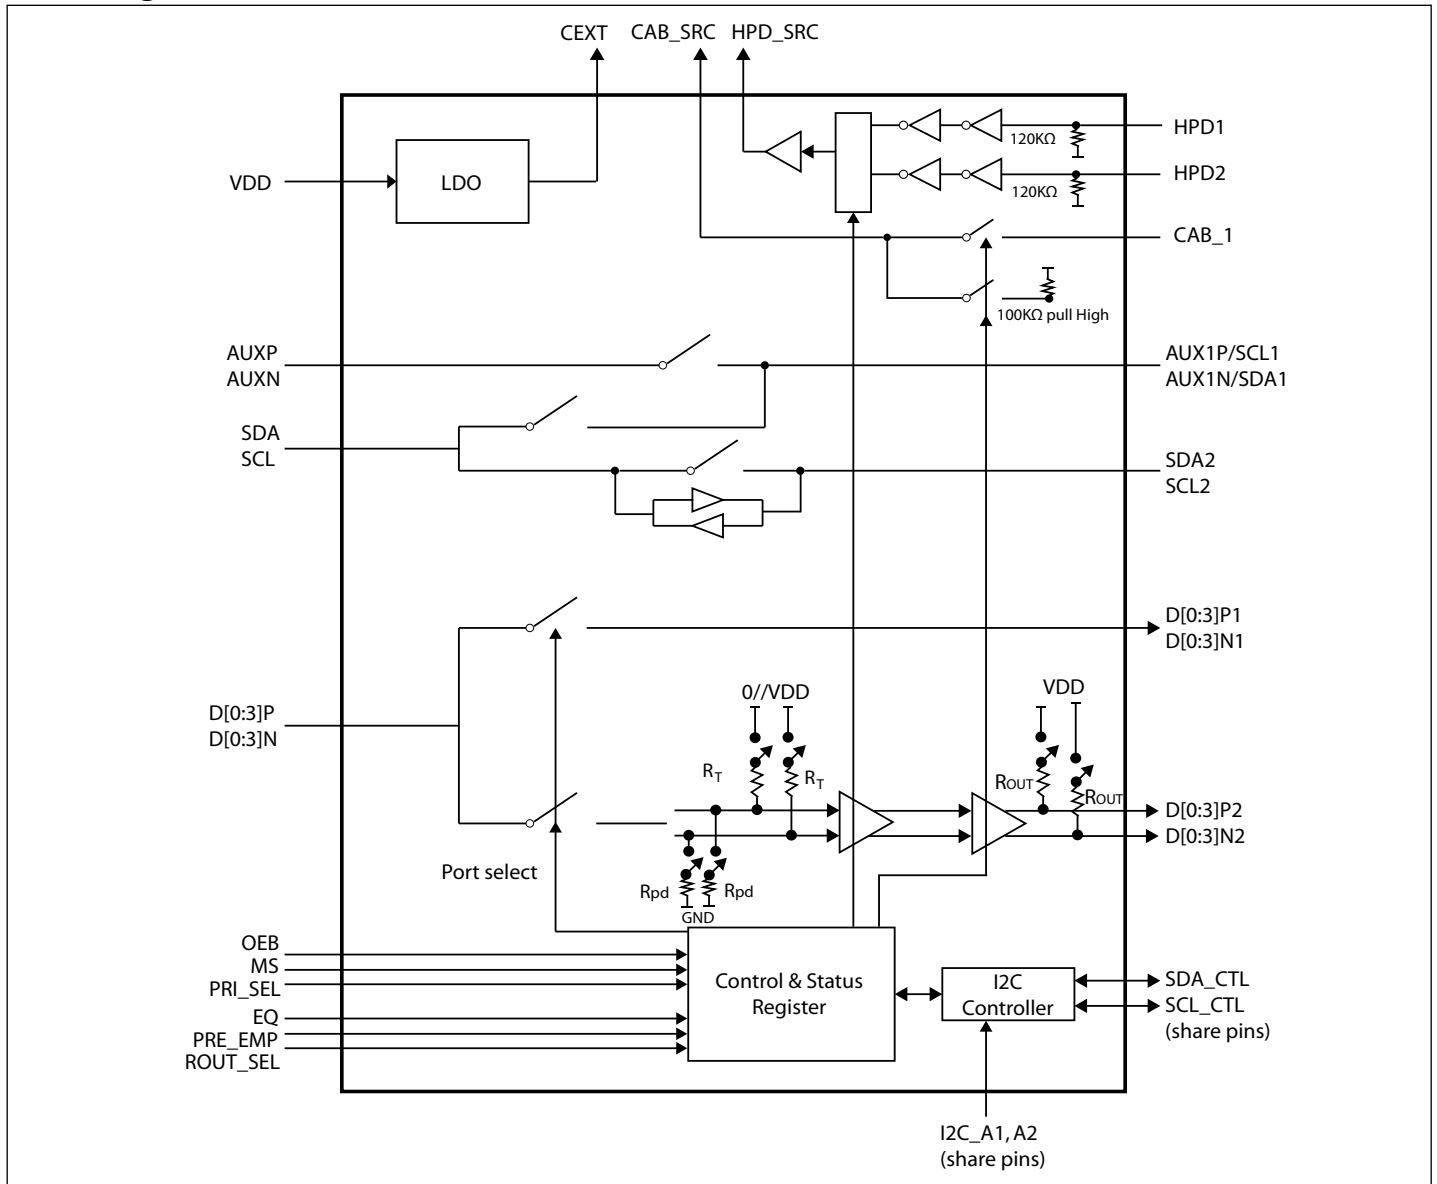 CEXT
CAB_SRC
HPD_SRC
HPD1
120KΩ
VDD
LDO
HPD2
120KΩ
CAB_1
100KΩ pull High
AUXP
AUXN
AUX1P/SCL1
AUX1N/SDA1
SDA
SCL
SDA2
SCL2
D[0:3]P1
D[0:3]N1
D[0:3]P
D[0:3]N
0//VDD
VDD
RT
RT
ROUT
ROUT
D[0:3]P2
D[0:3]N2
Port select
Rpd
Rpd
GND
OEB
MS
PRI_SEL
EQ
PRE_EMP
ROUT_SEL
Control & Status
Register
I2C
Controller
SDA_CTL
SCL_CTL
(share pins)
I2C_A1, A2
(share pins)